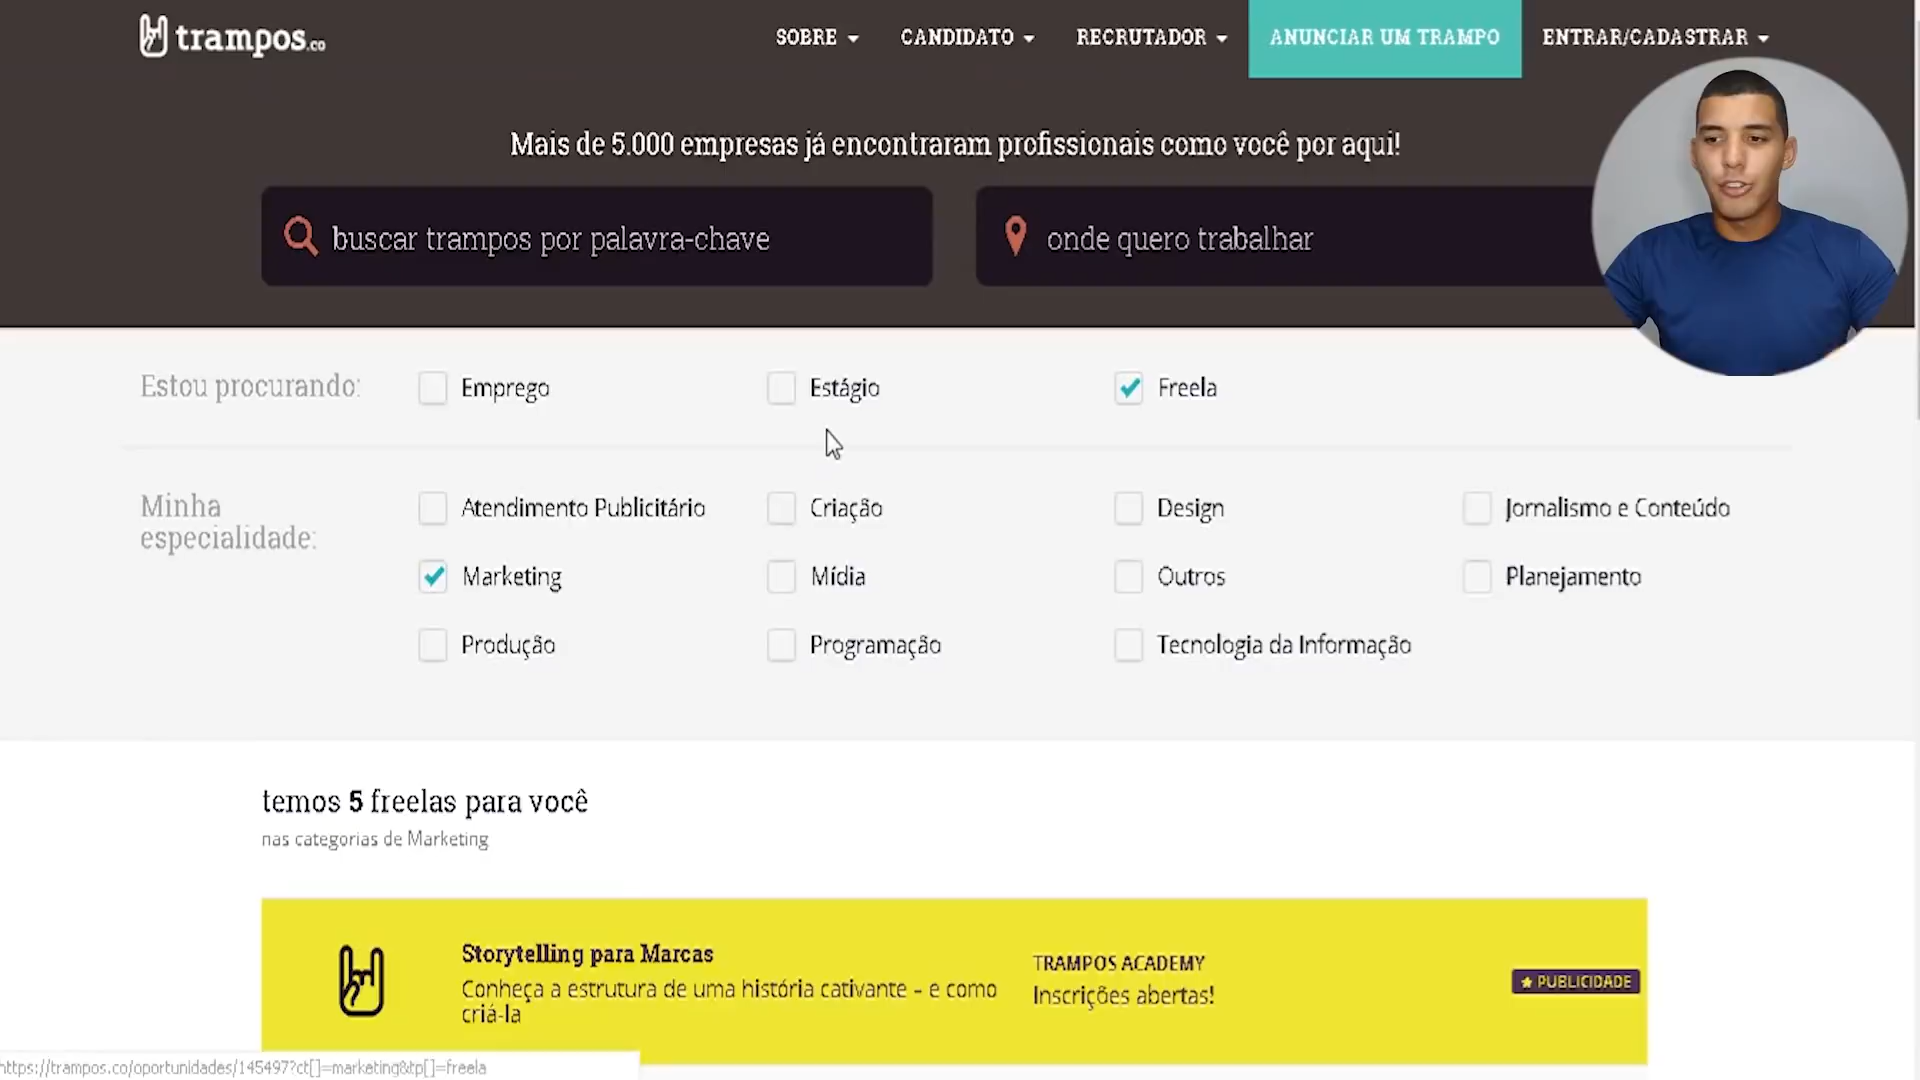 trampos.co
SOBRE
CANDIDATO
RECRUTADOR
ANUNCIAR UM TRAMPO
ENTRAR/CADASTRAR
Mais de 5.000 empresas já encontraram profissionais como você por aqui!
buscar trampos por palavra-chave
onde quero trabalhar
Estou procurando:
Emprego
Estágio
Freela
Minha
especialidade:
Atendimento Publicitário
Criação
Design
Jornalismo e Conteúdo
Marketing
Mídia
Outros
Planejamento
Produção
Programação
Tecnologia da Informação
temos 5 freelas para você
nas categorias de Marketing
Storytelling para Marcas
Conheça a estrutura de uma história cativante - e como
criá-la
TRAMPOS ACADEMY
Inscrições abertas!
★ PUBLICIDADE
https://trampos.co/oportunidades/145497?ct[]=marketing&tp[]=freela